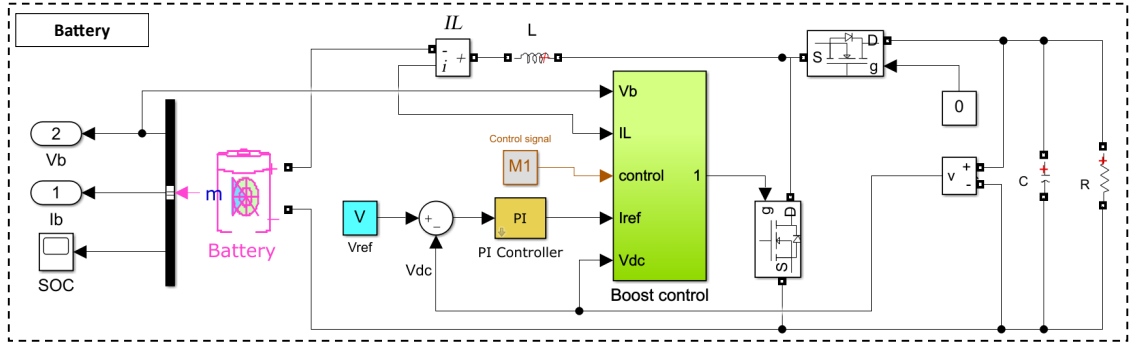 Battery
IL
L
-
+
i
S
D
g
0
2
Vb
1
Ib
SOC
m
+
Battery
Vb
IL
Control signal
M1
control
1
V
Vref
+
−
PI
PI Controller
Iref
Vdc
Vdc
Boost control
g
D
S
v
+
-
C
+
R
+